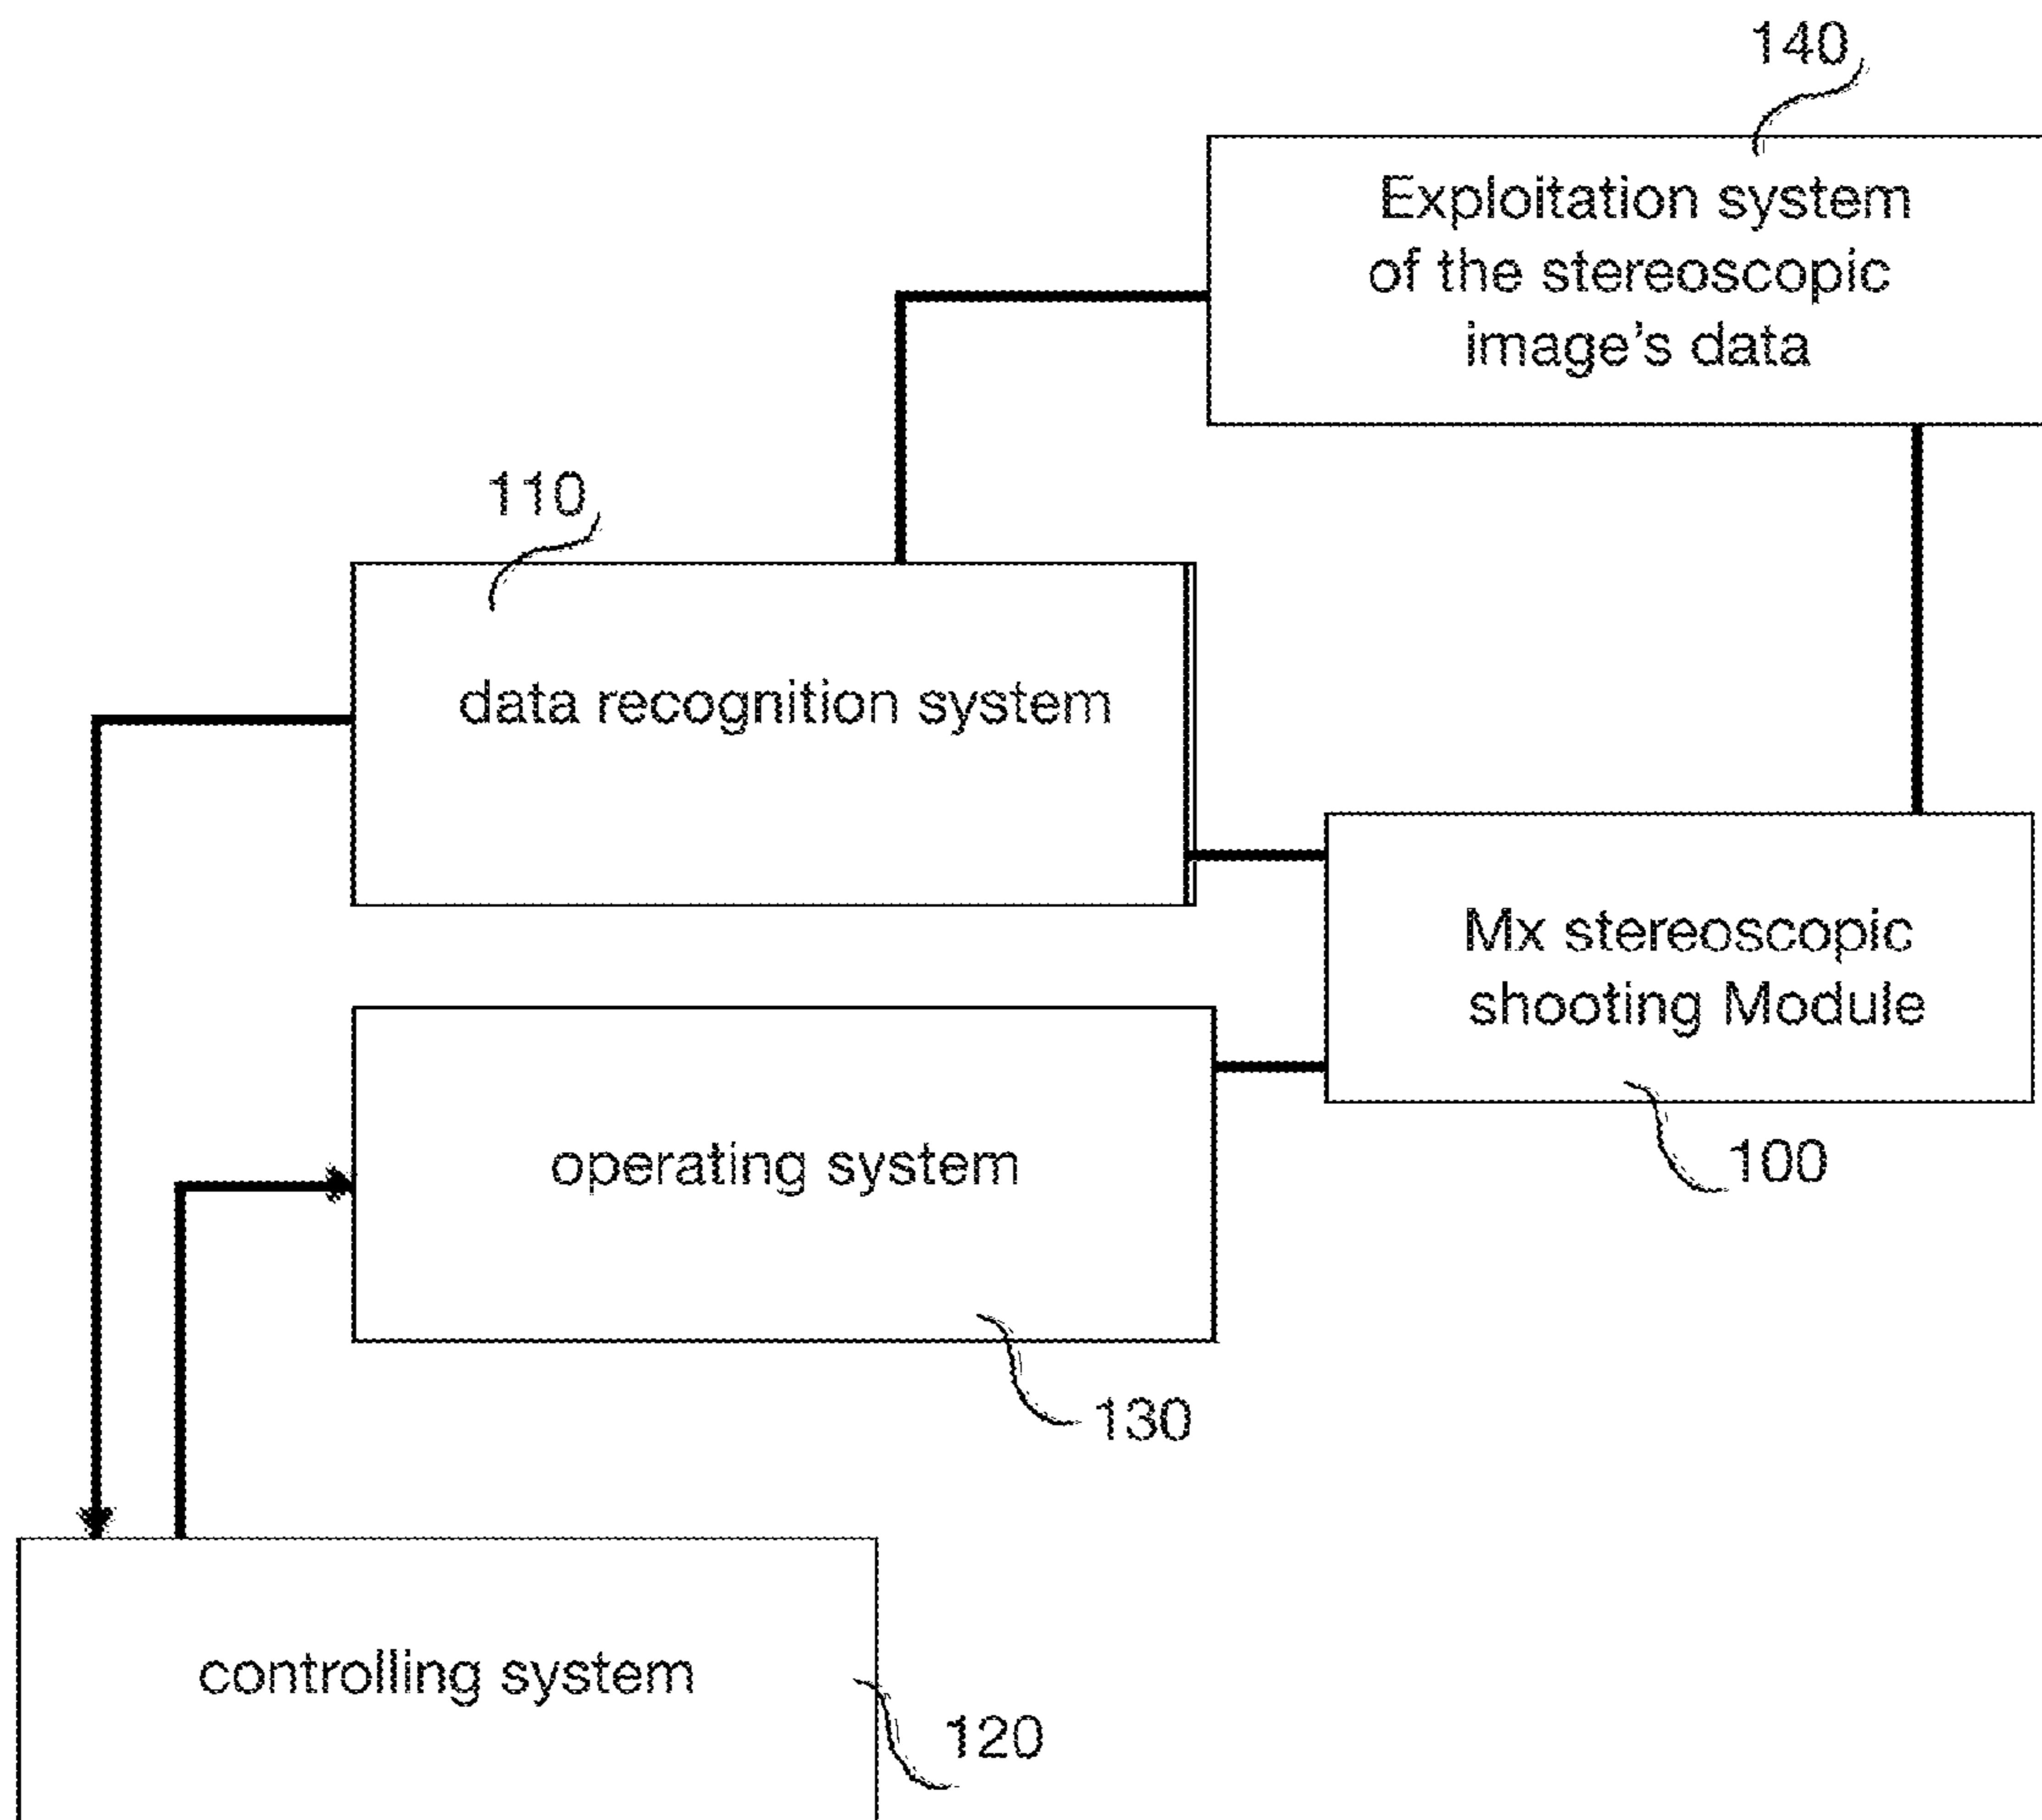 140
Exploitation system
of the stereoscopic
image's data
110
data recognition system
Mx stereoscopic
shooting Module
100
operating system
130
controlling system
120